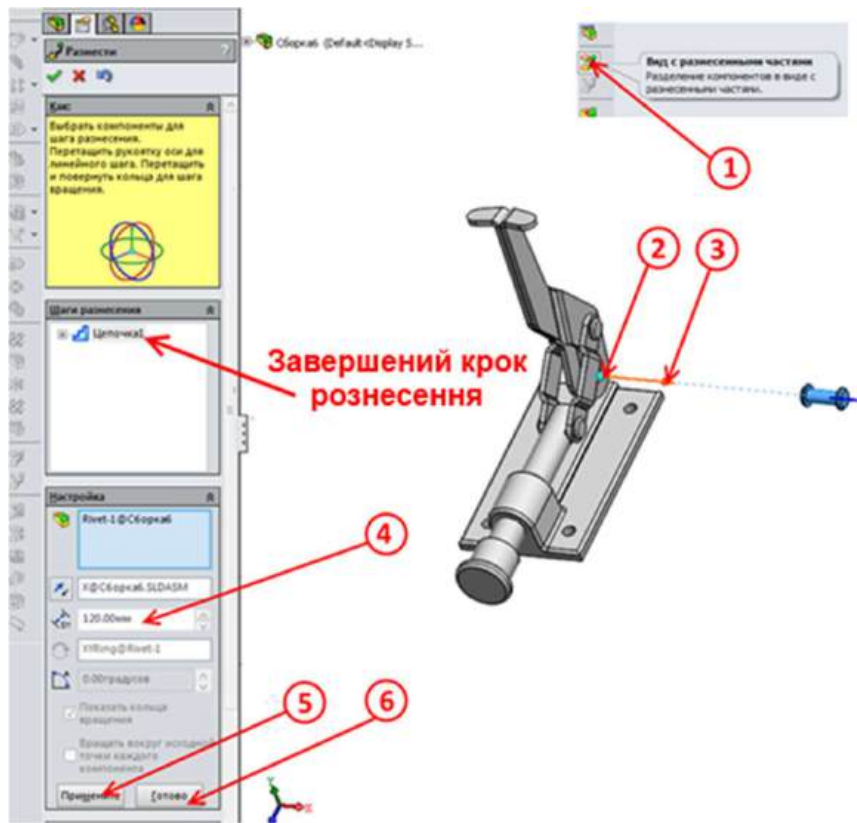 Сборка6 (Default<Display S...
Разнести
?
Вид с разнесенными частями
Разделение компонентов в виде с
разнесенными частями.
1
Выбрать компоненты для
шага разнесения.
Перетащить рукоятку оси для
линейного шага. Перетащить
и повернуть кольца для шага
вращения.
2
3
Шаги разнесения
Цепочка1
Завершений крок
рознесення
Настройка
Rivet-1@Сборка6
4
X@Сборка6.SLDASM
120.00мм
XYRing@Rivet-1
0.00градусов
5
6
Показать кольца
вращения
Вращать вокруг исходной
точки каждого
компонента
Примените
Готово
Y
X